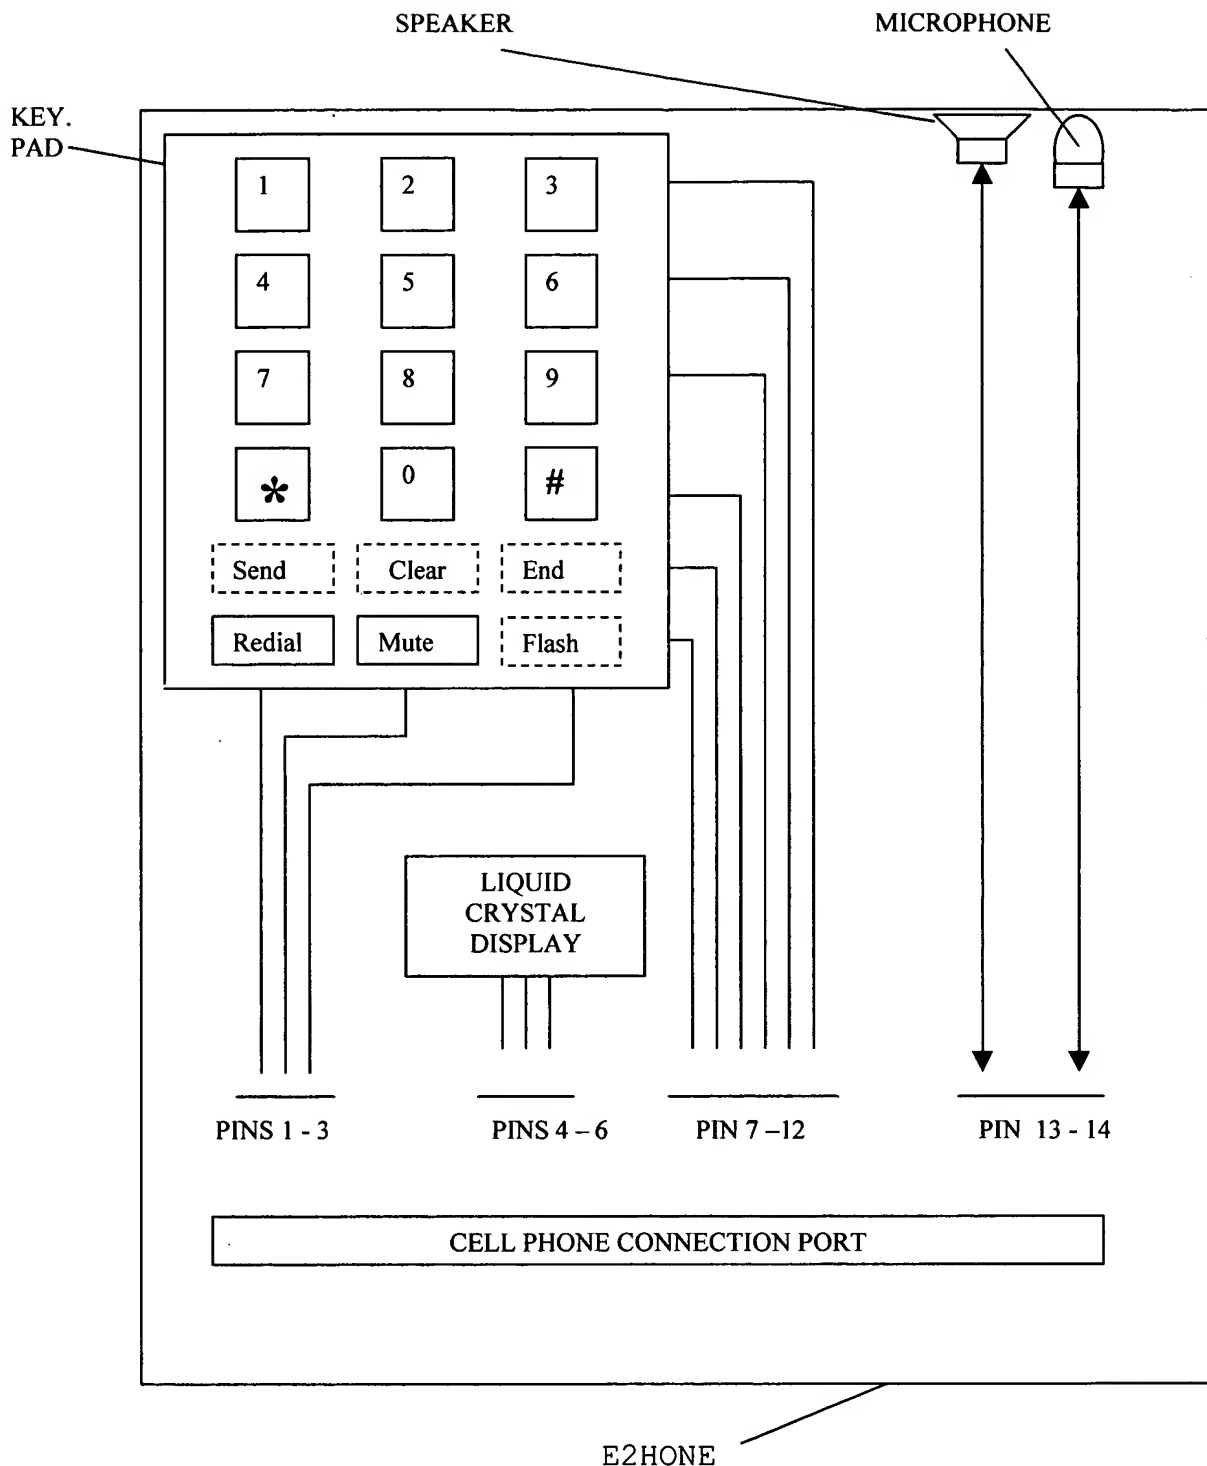 SPEAKER
MICROPHONE
KEY.
PAD
1 2 3
4 5 6
7 8 9
* 0 #
Send Clear End
Redial Mute Flash
LIQUID
CRYSTAL
DISPLAY
PINS 1 - 3
PINS 4 – 6
PIN 7 –12
PIN 13 - 14
CELL PHONE CONNECTION PORT
E2HONE